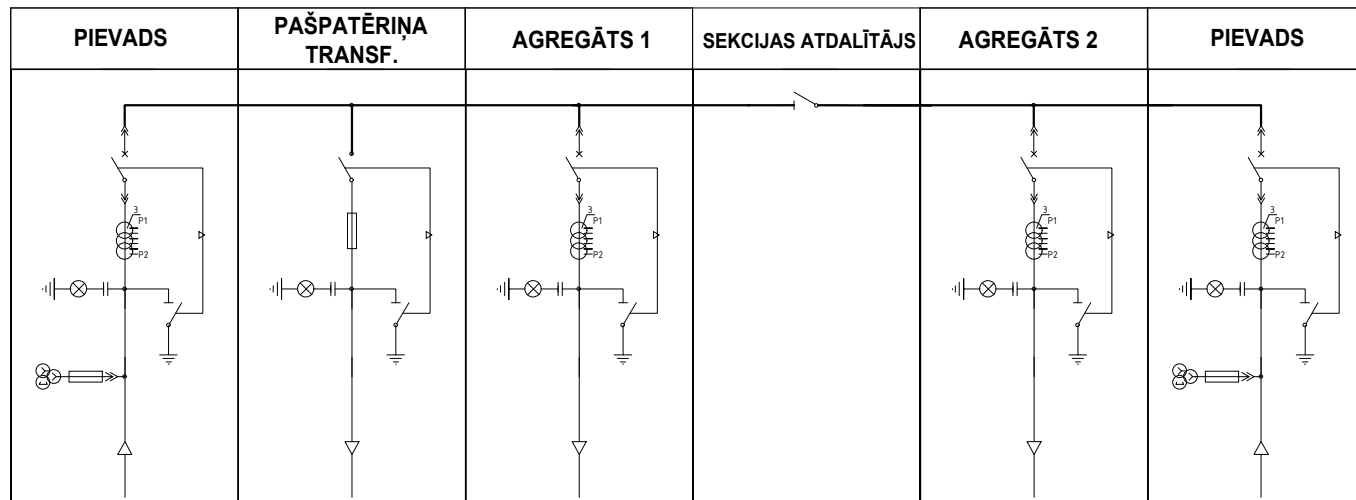 PIEVADS
PAŠPATĒRIŅA
TRANSF.
AGREGĀTS 1
SEKCIJAS ATDALĪTĀJS
AGREGĀTS 2
PIEVADS
3
P1
P2
3
P1
P2
3
P1
P2
3
P1
P2